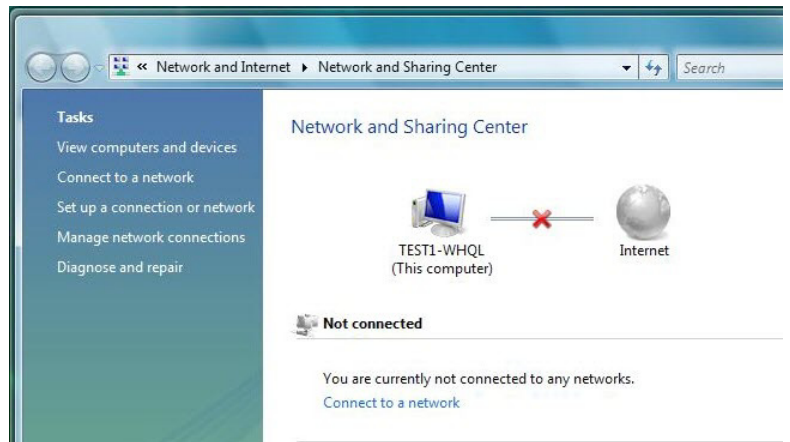 « Network and Internet ▸ Network and Sharing Center
Search
Tasks
View computers and devices
Connect to a network
Set up a connection or network
Manage network connections
Diagnose and repair
Network and Sharing Center
TEST1-WHQL
(This computer)
Internet
Not connected
You are currently not connected to any networks.
Connect to a network